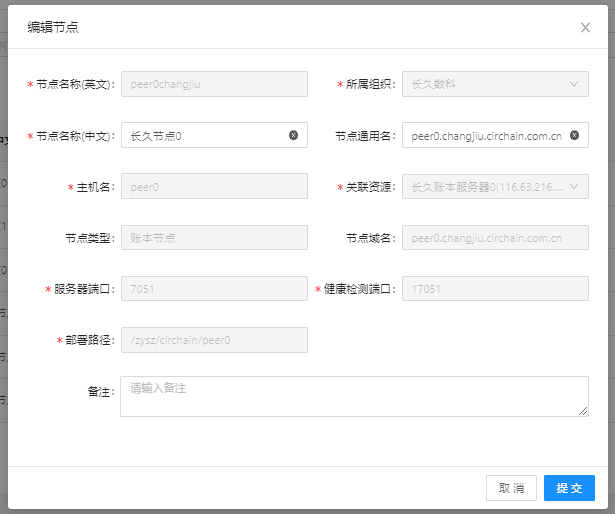 编辑节点
* 节点名称(英文): peer0changjiu * 所属组织: 长久数科
* 节点名称(中文): 长久节点0 节点通用名: peer0.changjiu.circhain.com.cn
* 主机名: peer0 * 关联资源: 长久账本服务器0(116.63.216....
节点类型: 账本节点 节点域名: peer0.changjiu.circhain.com.cn
* 服务器端口: 7051 * 健康检测端口: 17051
* 部署路径: /zysz/circhain/peer0
备注: 请输入备注
取 消 提 交